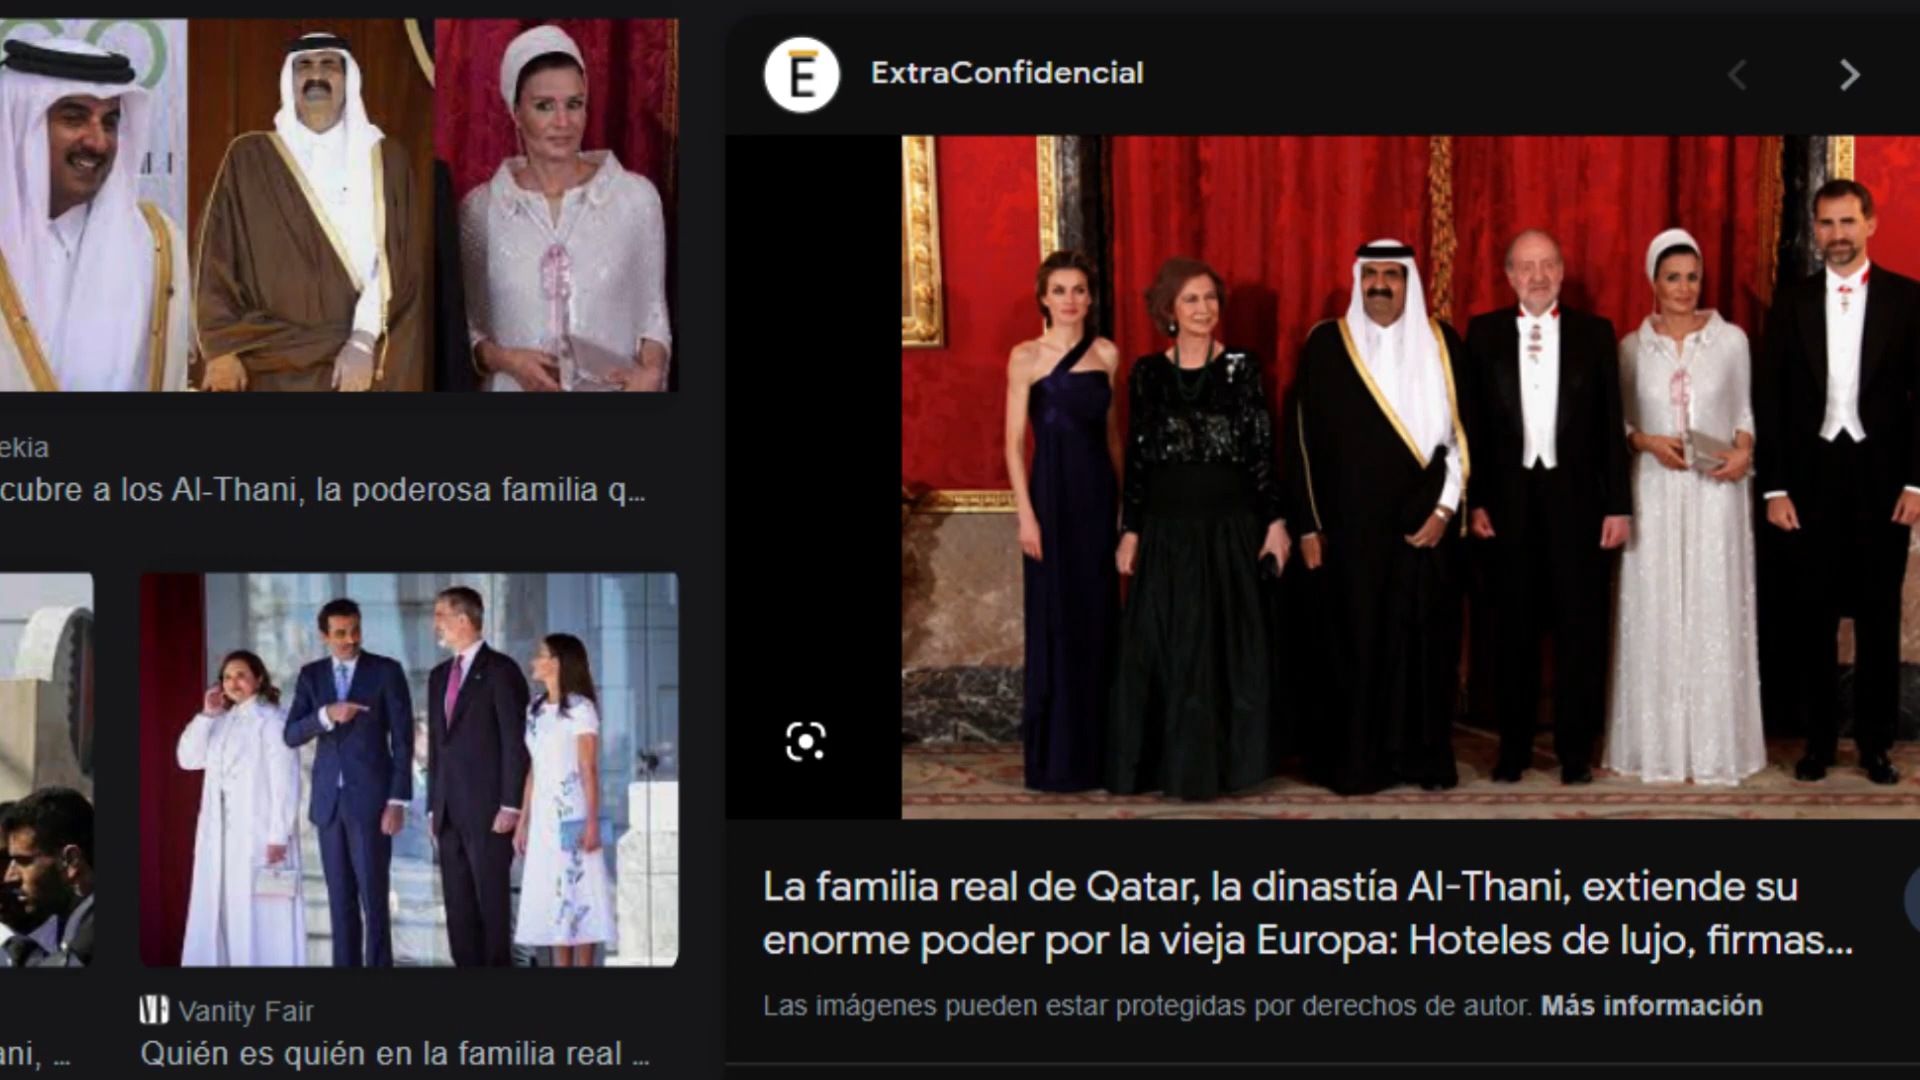 ekia
cubre a los Al-Thani, la poderosa familia q...
ani, ...
Vanity Fair
Quién es quién en la familia real ...
E
ExtraConfidencial
La familia real de Qatar, la dinastía Al-Thani, extiende su
enorme poder por la vieja Europa: Hoteles de lujo, firmas...
Las imágenes pueden estar protegidas por derechos de autor. Más información